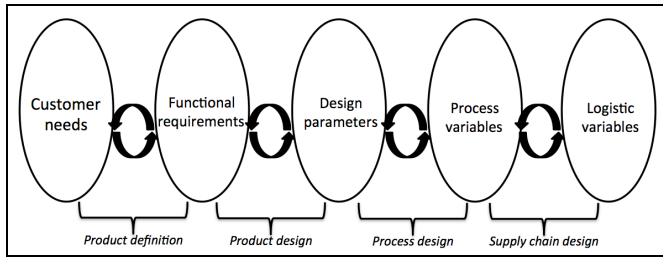 Customer
needs
Functional
requirements
Design
parameters
Process
variables
Logistic
variables
Product definition
Product design
Process design
Supply chain design